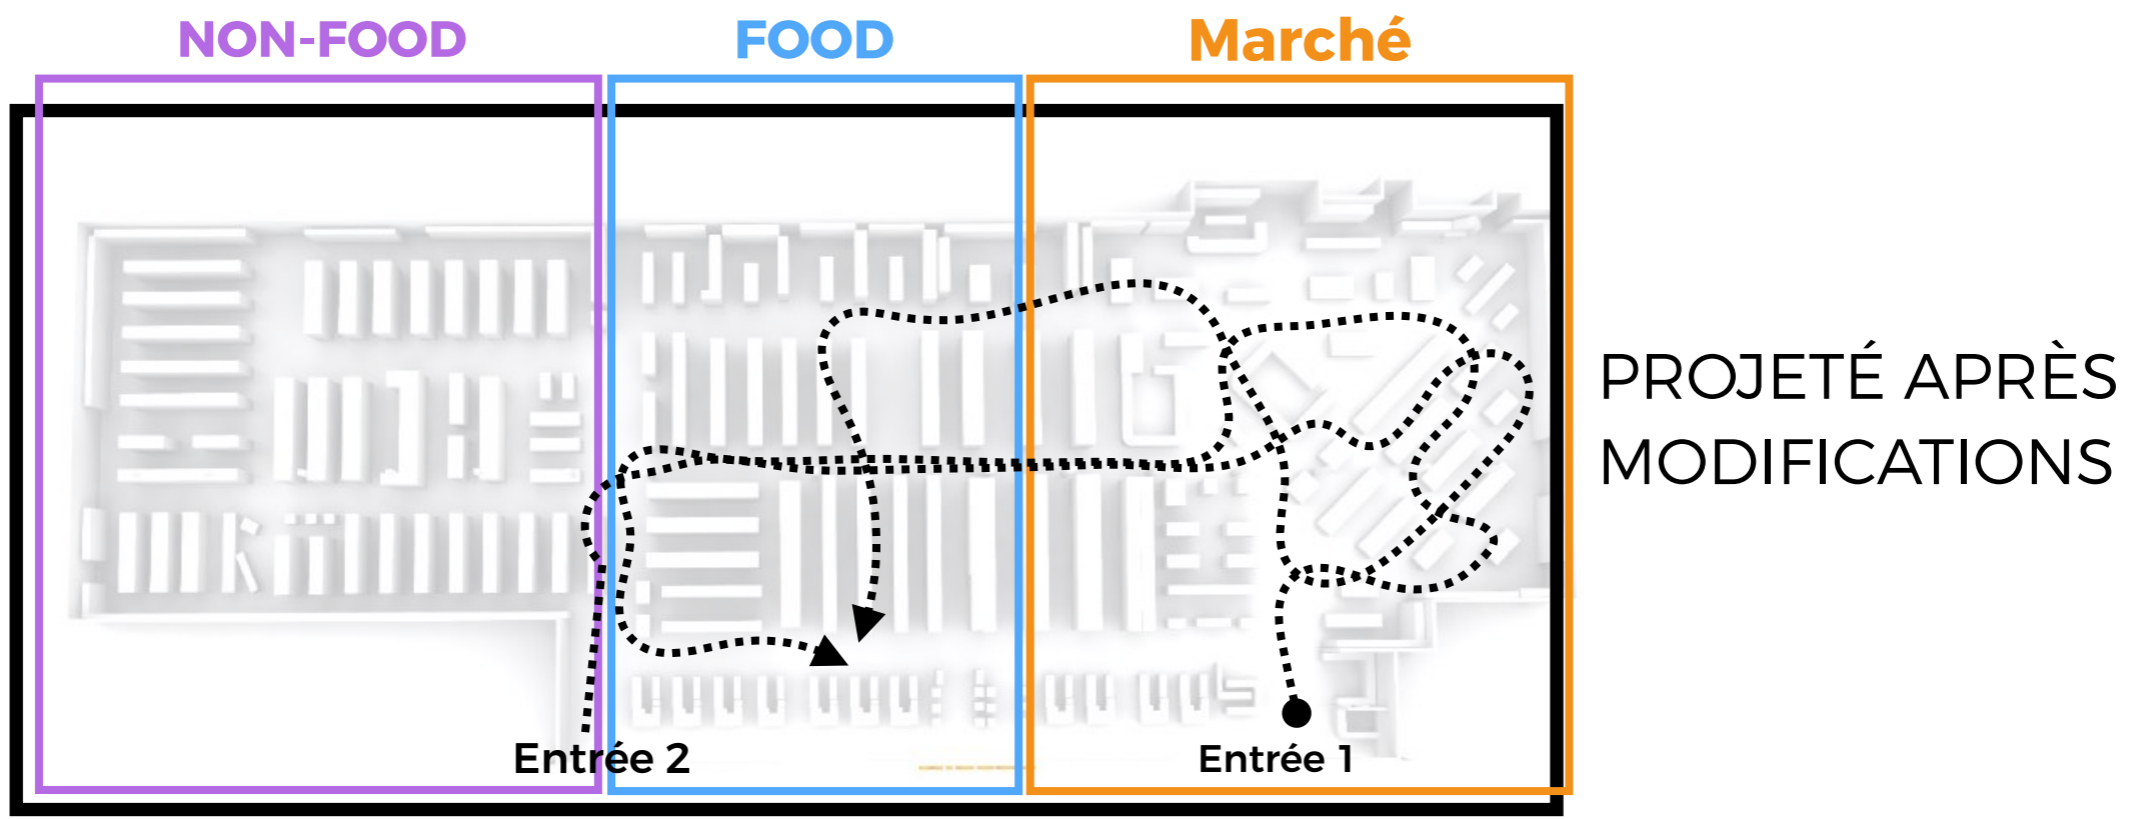 NON-FOOD
FOOD
Marché
PROJETÉ APRÈS
MODIFICATIONS
Entrée 2
Entrée 1